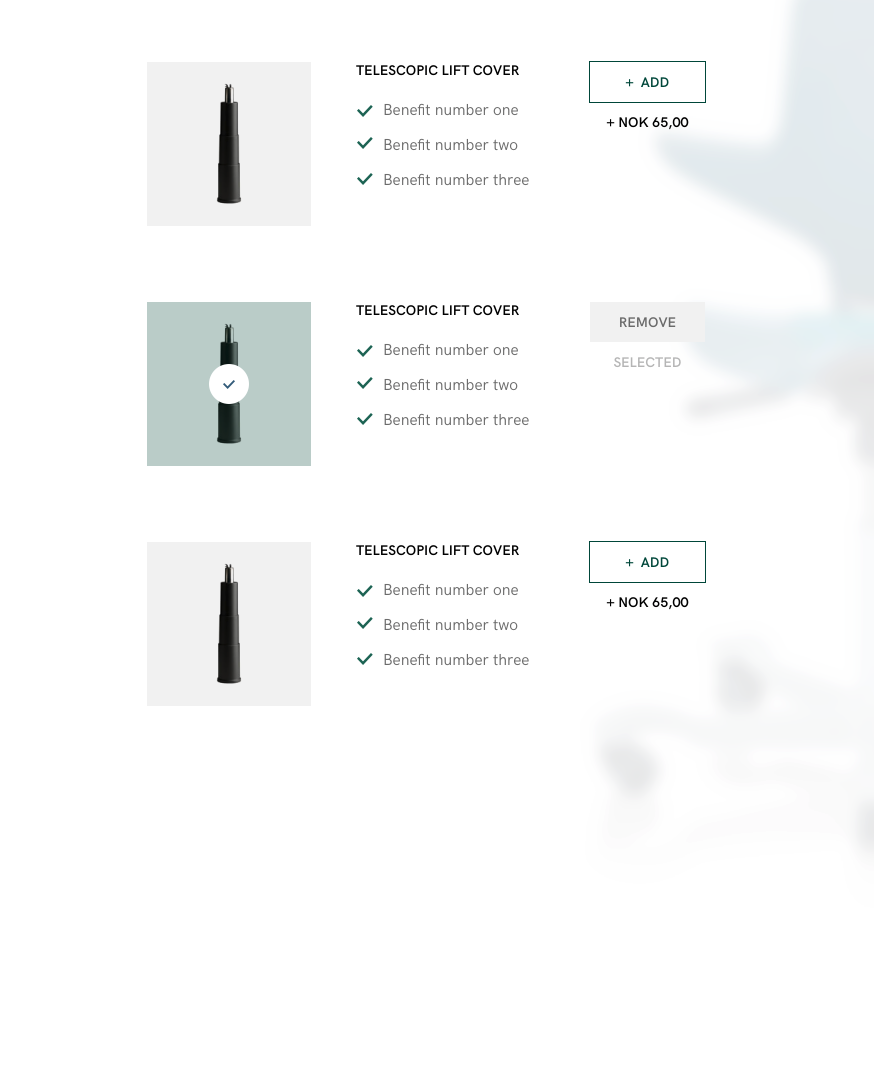 TELESCOPIC LIFT COVER
+ ADD
Benefit number one
+ NOK 65,00
Benefit number two
Benefit number three
TELESCOPIC LIFT COVER
REMOVE
Benefit number one
SELECTED
Benefit number two
Benefit number three
TELESCOPIC LIFT COVER
+ ADD
Benefit number one
+ NOK 65,00
Benefit number two
Benefit number three